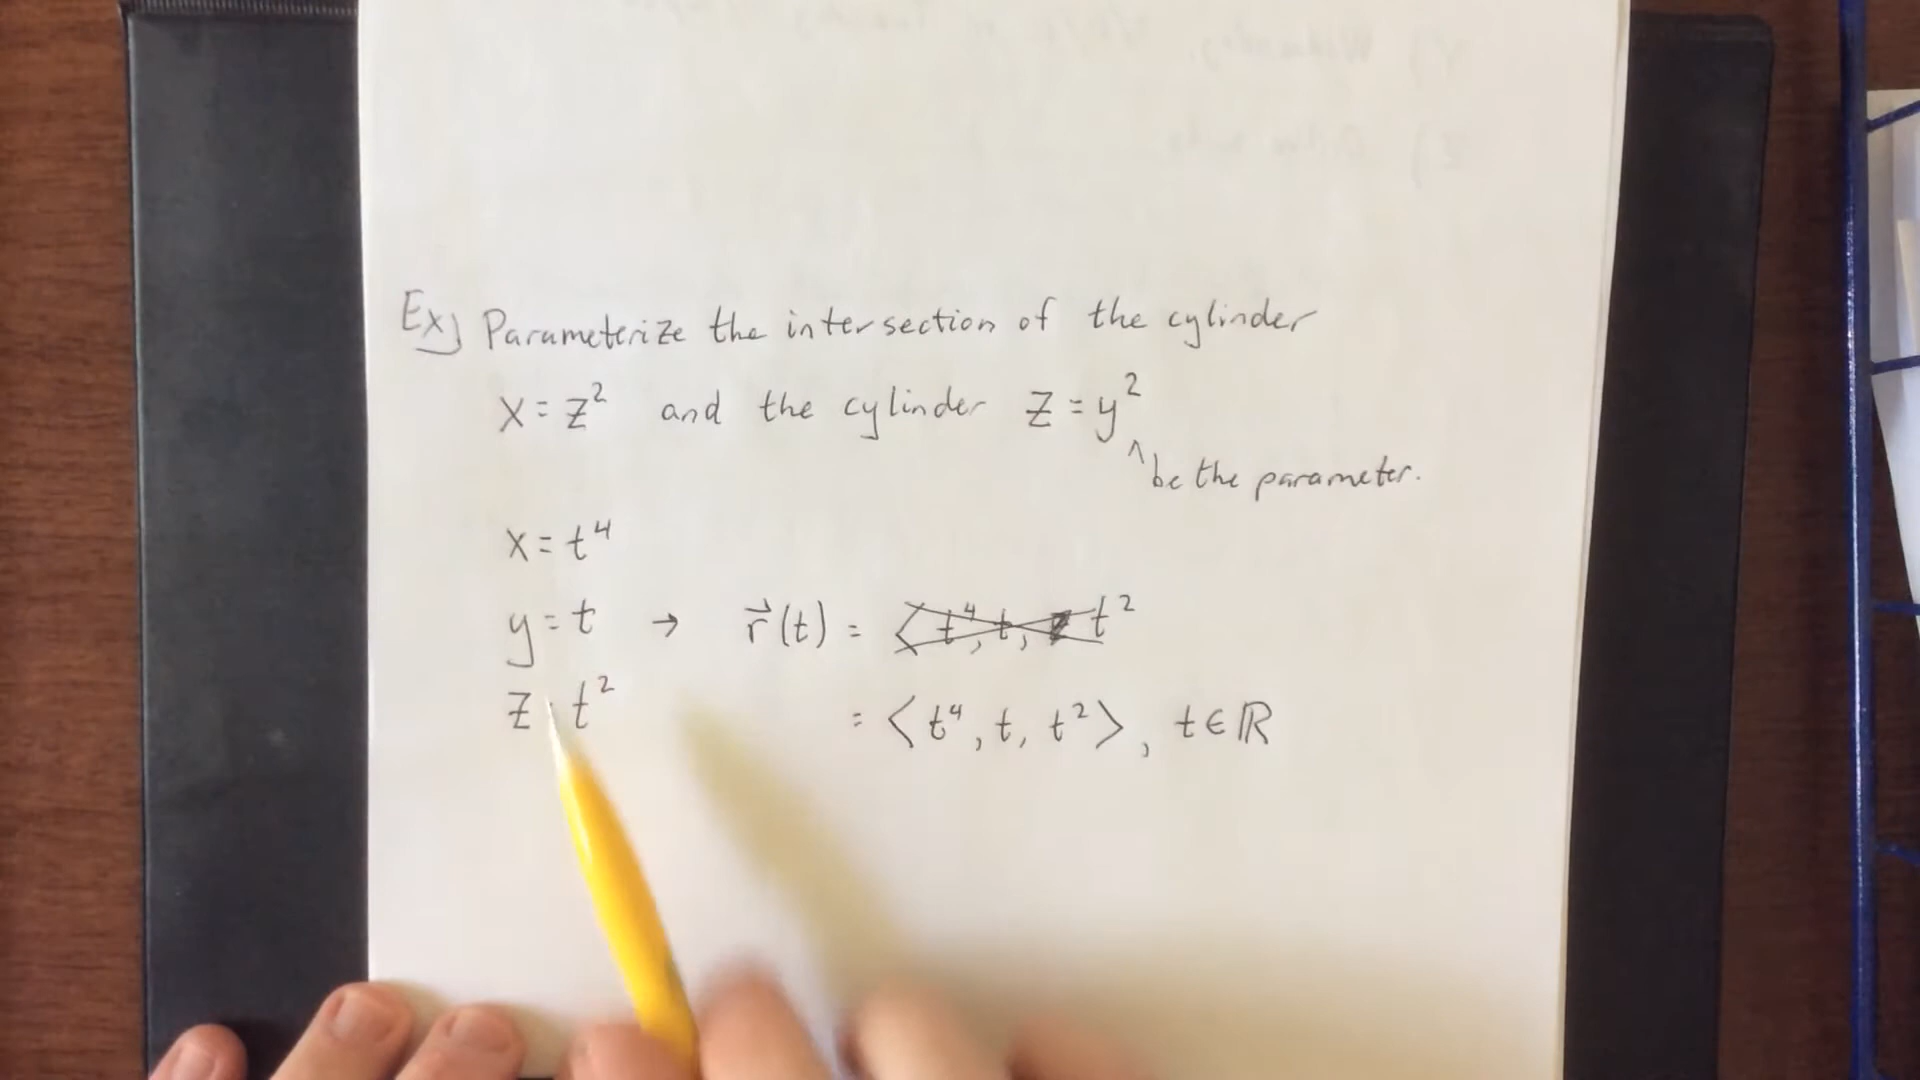 Ex) Parameterize the intersection of the cylinder
x = z² and the cylinder z = y²
^ be the parameter.
x = t⁴
y = t → r⃗(t) = <t⁴, t, z t²
z = t² = <t⁴, t, t²>, t ∈ ℝ